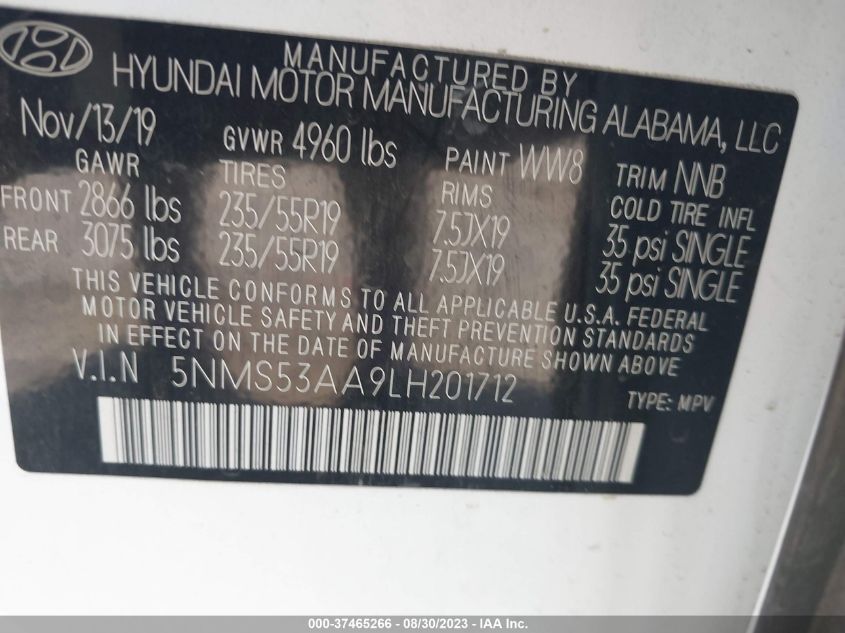 MANUFACTURED BY
HYUNDAI MOTOR MANUFACTURING ALABAMA, LLC
Nov/13/19 GVWR 4960 lbs PAINT WW8 TRIM NNB
GAWR TIRES RIMS COLD TIRE INFL
FRONT 2866 lbs 235/55R19 7.5JX19 35 psi SINGLE
REAR 3075 lbs 235/55R19 7.5JX19 35 psi SINGLE
THIS VEHICLE CONFORMS TO ALL APPLICABLE U.S.A. FEDERAL
MOTOR VEHICLE SAFETY AND THEFT PREVENTION STANDARDS
IN EFFECT ON THE DATE OF MANUFACTURE SHOWN ABOVE.
V.I.N 5NMS53AA9LH201712 TYPE: MPV
000-37465266 - 08/30/2023 - IAA Inc.